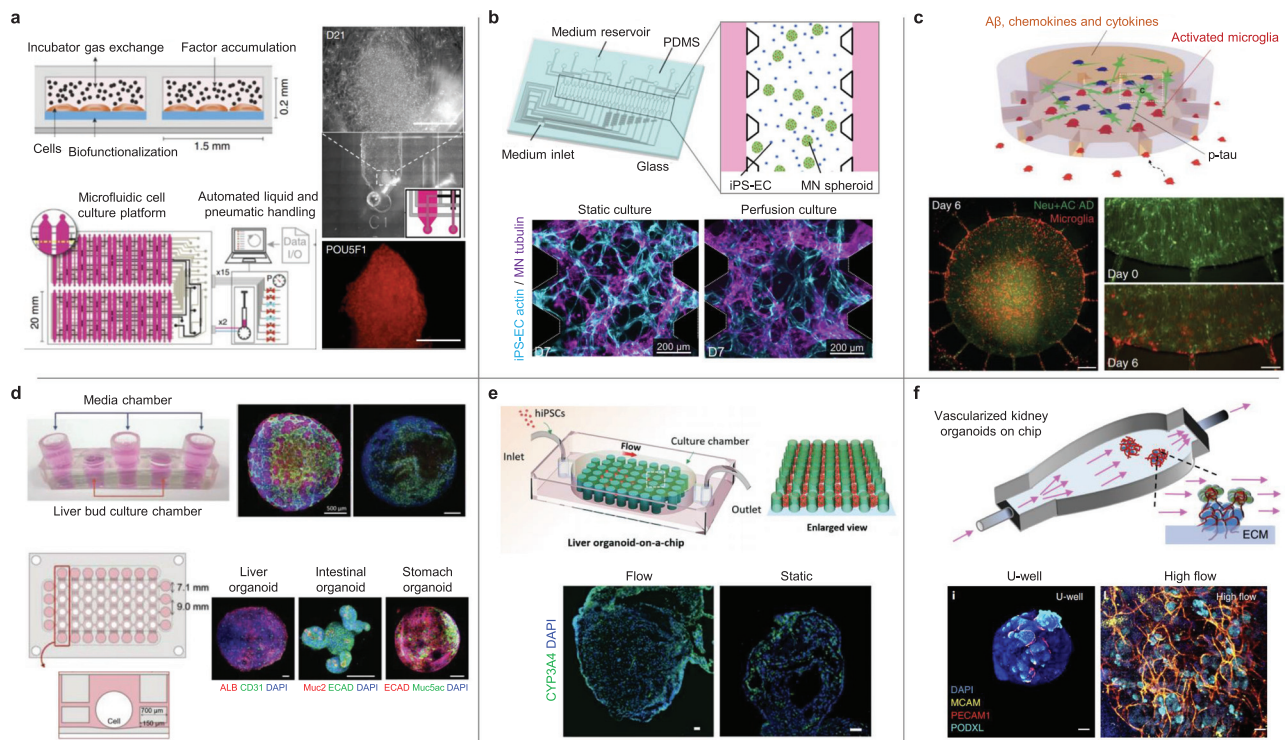 a
Incubator gas exchange
Factor accumulation
0.2 mm
Cells
Biofunctionalization
1.5 mm
Microfluidic cell
culture platform
Automated liquid and
pneumatic handling
Data
I/O
x15
P
x2
20 mm
D21
POU5F1
b
Medium reservoir
PDMS
Medium inlet
Glass
iPS-EC
MN spheroid
Static culture
Perfusion culture
iPS-EC actin / MN tubulin
D7
200 µm
D7
200 µm
c
Aβ, chemokines and cytokines
Activated microglia
c
p-tau
Day 6
Neu+AC AD
Microglia
Day 0
Day 6
d
Media chamber
Liver bud culture chamber
500 µm
7.1 mm
9.0 mm
Liver
organoid
Intestinal
organoid
Stomach
organoid
ALB CD31 DAPI
Muc2 ECAD DAPI
ECAD Muc5ac DAPI
Cell
700 µm
150 µm
e
hiPSCs
Inlet
Flow
Culture chamber
Outlet
Liver organoid-on-a-chip
Enlarged view
Flow
Static
CYP3A4 DAPI
f
Vascularized kidney
organoids on chip
ECM
U-well
High flow
i
U-well
DAPI
MCAM
PECAM1
PODXL
High flow